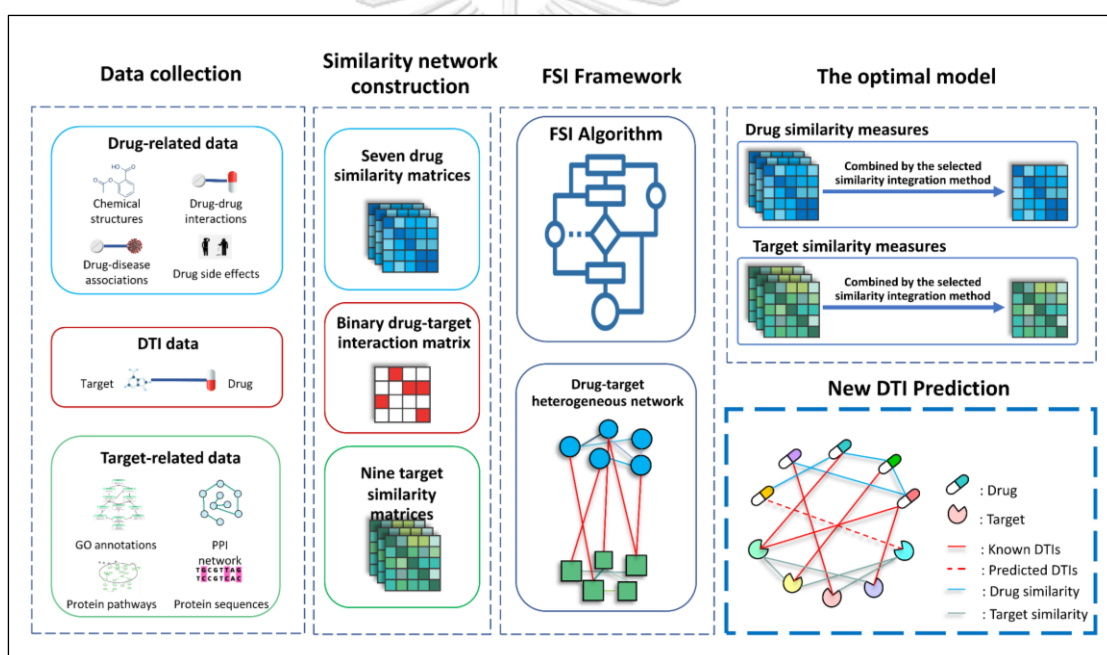 Data collection
Drug-related data
HO
O
O
O
Chemical
structures
Drug-drug
interactions
Drug-disease
associations
Drug side effects
DTI data
Target
Drug
Target-related data
GO annotations
PPI
network
TGCGTTAG
TCCGTCAC
Protein pathways
Protein sequences
Similarity network
construction
Seven drug
similarity matrices
Binary drug-target
interaction matrix
Nine target
similarity
matrices
FSI Framework
FSI Algorithm
Drug-target
heterogeneous network
The optimal model
Drug similarity measures
Combined by the selected
similarity integration method
Target similarity measures
Combined by the selected
similarity integration method
New DTI Prediction
: Drug
: Target
: Known DTIs
: Predicted DTIs
: Drug similarity
: Target similarity